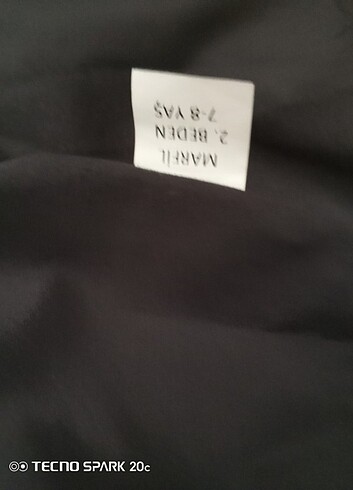 MARFİL
2. BEDEN
7-8 YAŞ
TECNO SPARK 20c